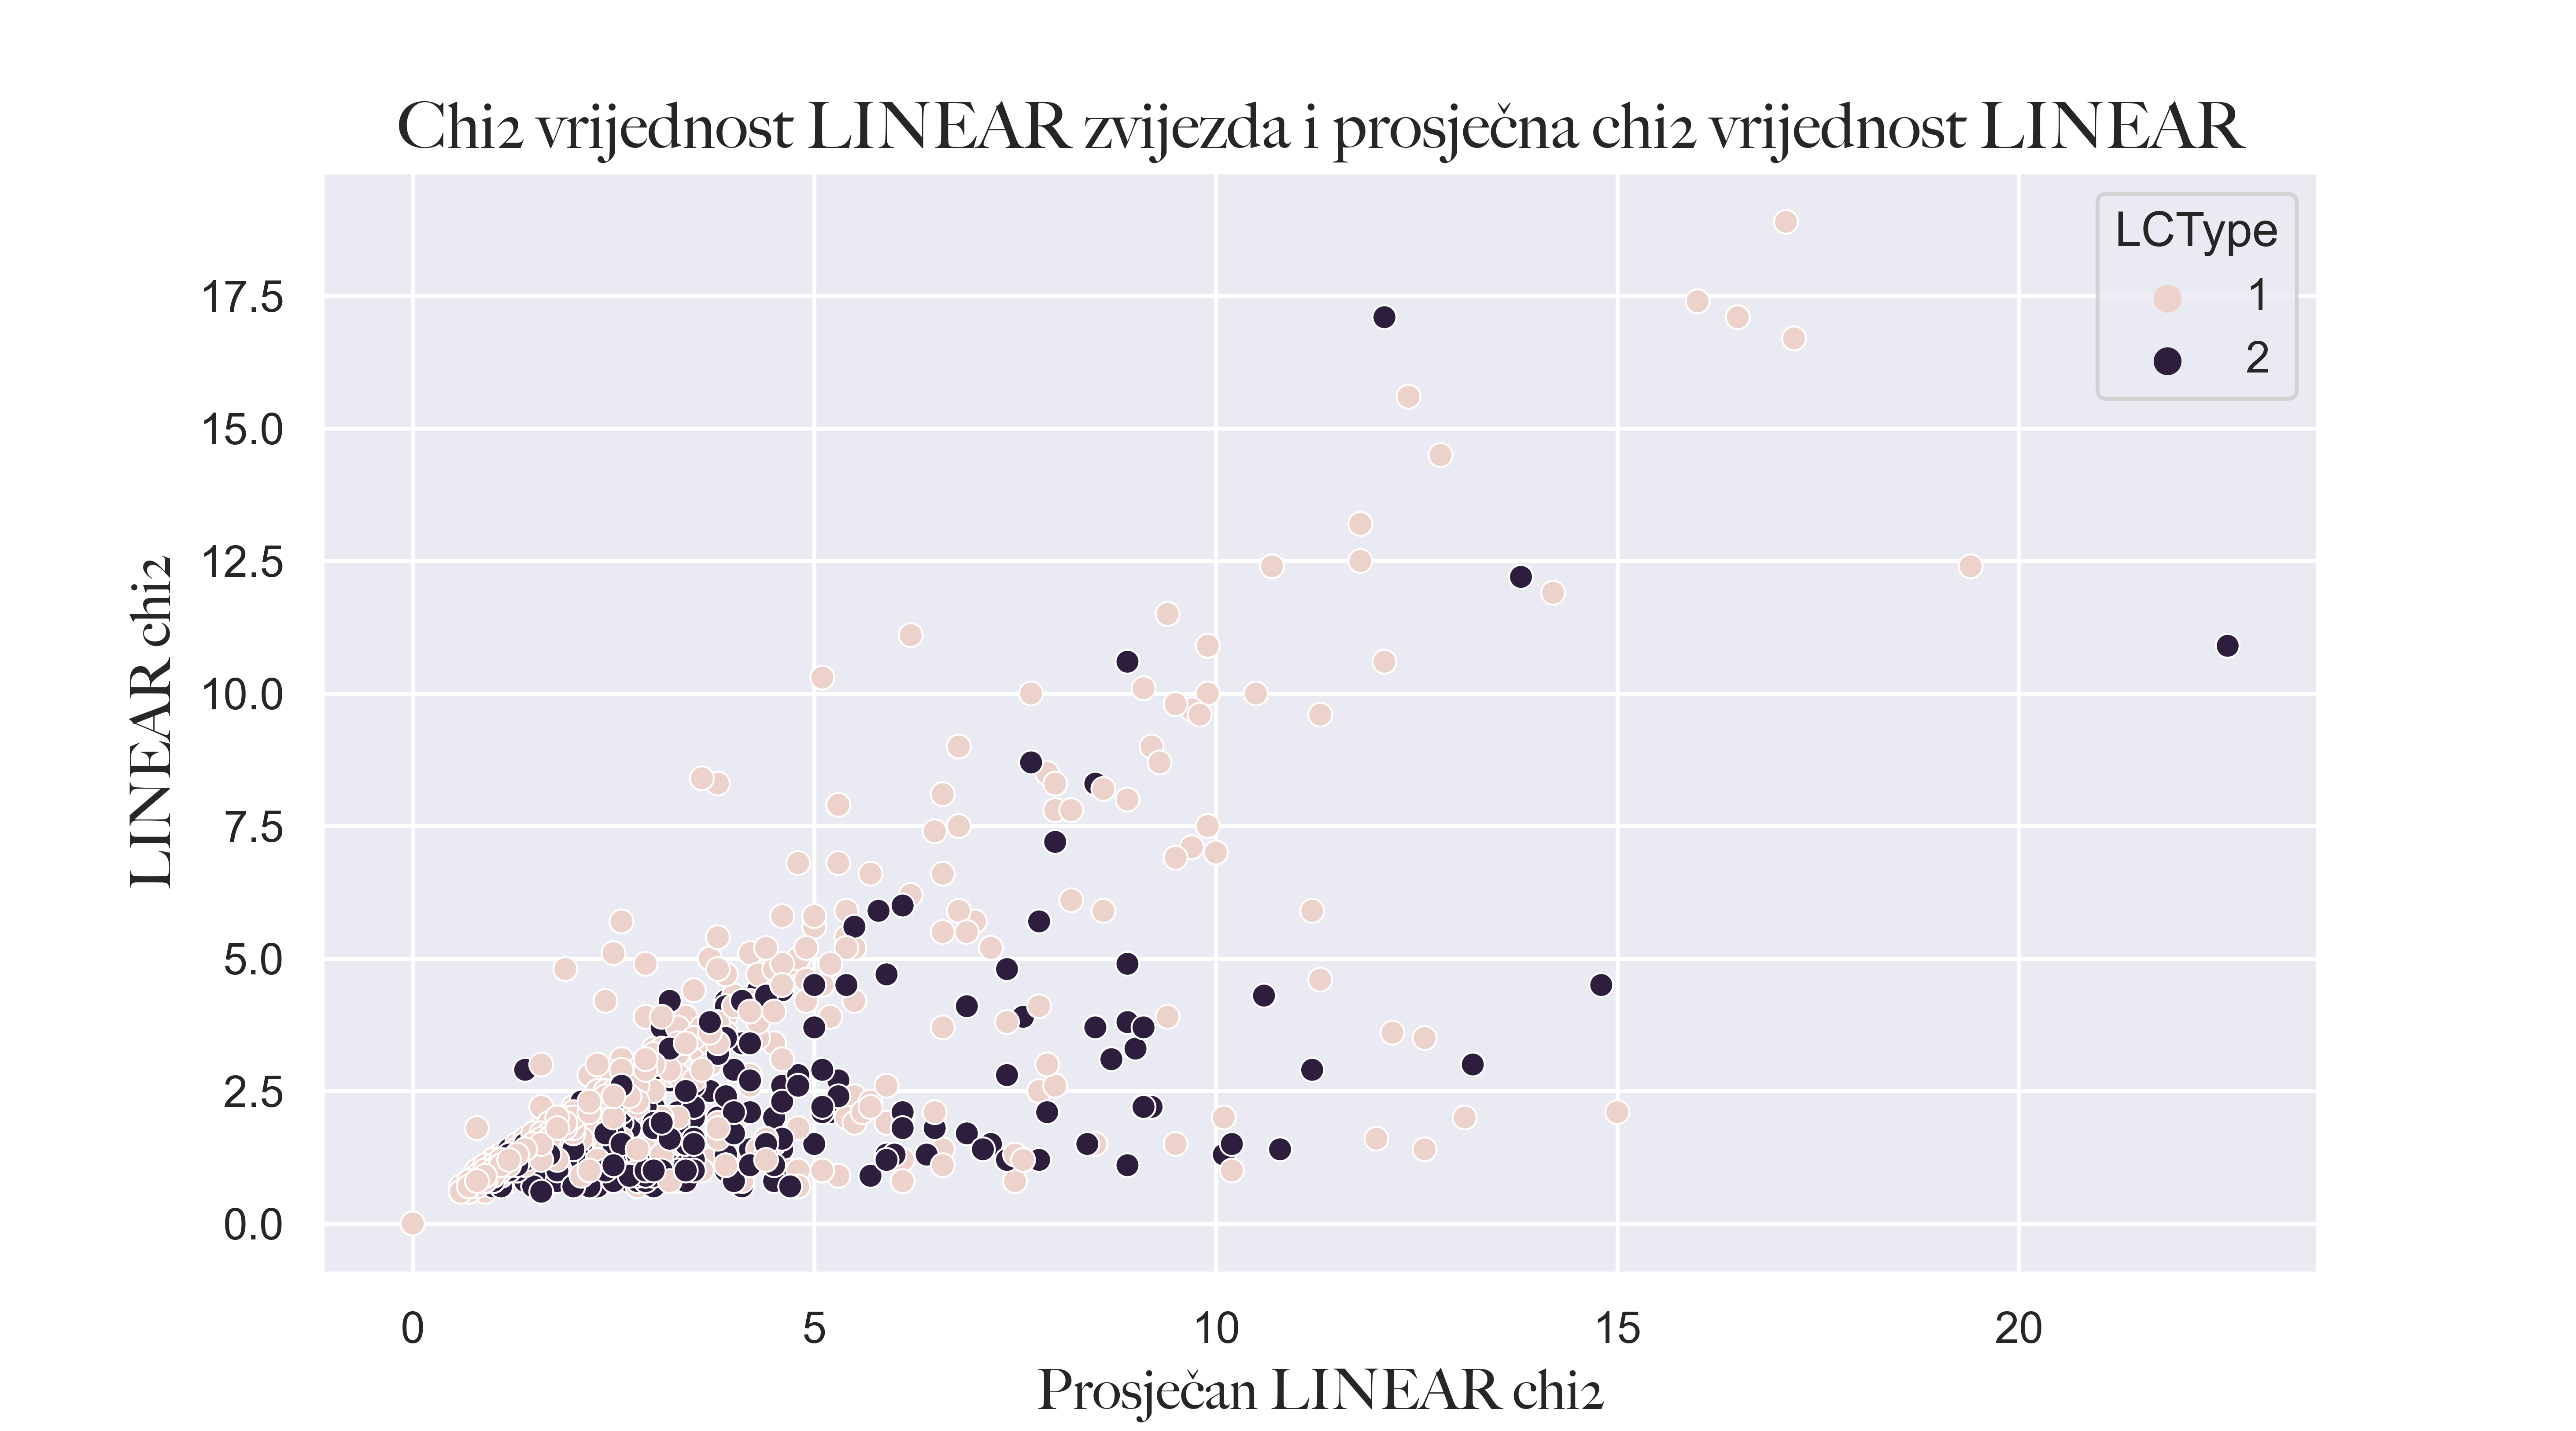 Chi2 vrijednost LINEAR zvijezda i prosječna chi2 vrijednost LINEAR
LCType
1
2
LINEAR chi2
17.5
15.0
12.5
10.0
7.5
5.0
2.5
0.0
0 5 10 15 20
Prosječan LINEAR chi2